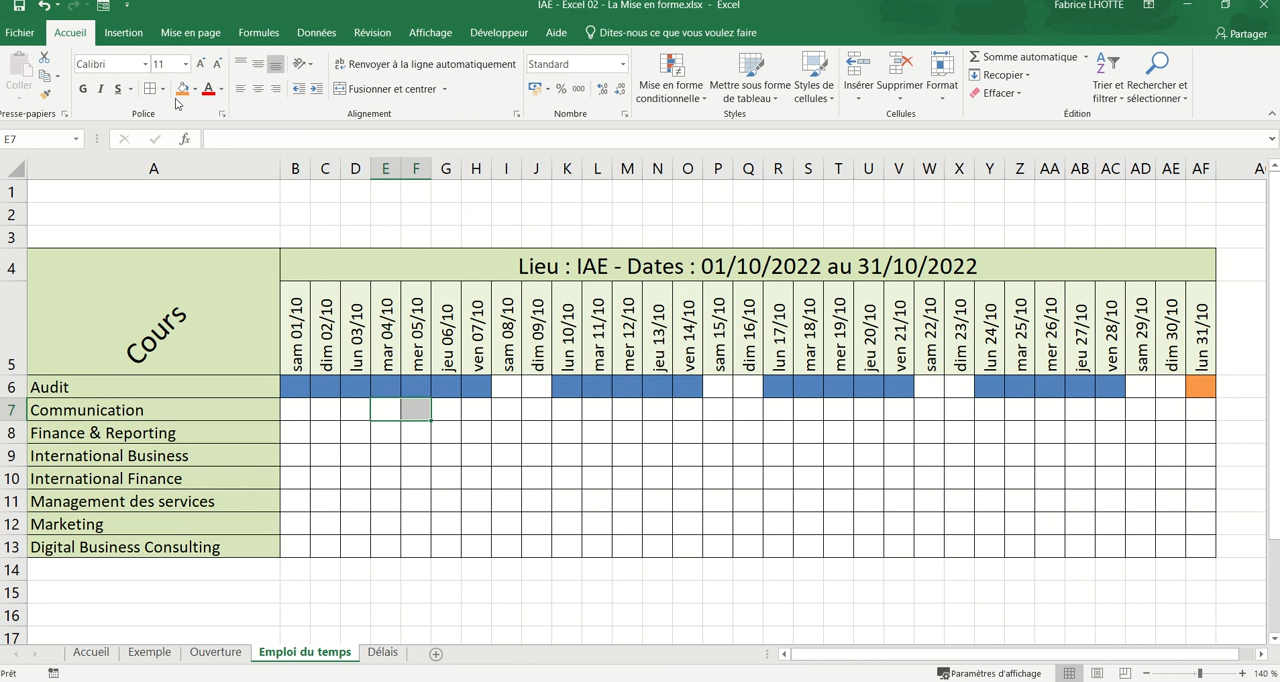 IAE - Excel 02 - La Mise en forme.xlsx - Excel
Fabrice LHOTTE
Fichier Accueil Insertion Mise en page Formules Données Révision Affichage Développeur Aide Dites-nous ce que vous voulez faire Partager
Coller Calibri 11 Renvoyer à la ligne automatiquement Standard Somme automatique
Recopier
G I S A Fusionner et centrer % 000 Mise en forme Mettre sous forme Styles de Insérer Supprimer Format Trier et Rechercher et
conditionnelle de tableau cellules Effacer filtrer sélectionner
Presse-papiers Police Alignement Nombre Styles Cellules Édition
E7 fx
A B C D E F G H I J K L M N O P Q R S T U V W X Y Z AA AB AC AD AE AF
1
2
3
4 Lieu : IAE - Dates : 01/10/2022 au 31/10/2022
5 Cours sam 01/10 dim 02/10 lun 03/10 mar 04/10 mer 05/10 jeu 06/10 ven 07/10 sam 08/10 dim 09/10 lun 10/10 mar 11/10 mer 12/10 jeu 13/10 ven 14/10 sam 15/10 dim 16/10 lun 17/10 mar 18/10 mer 19/10 jeu 20/10 ven 21/10 sam 22/10 dim 23/10 lun 24/10 mar 25/10 mer 26/10 jeu 27/10 ven 28/10 sam 29/10 dim 30/10 lun 31/10
6 Audit
7 Communication
8 Finance & Reporting
9 International Business
10 International Finance
11 Management des services
12 Marketing
13 Digital Business Consulting
14
15
16
17
Accueil Exemple Ouverture Emploi du temps Délais
Prêt Paramètres d'affichage 140 %